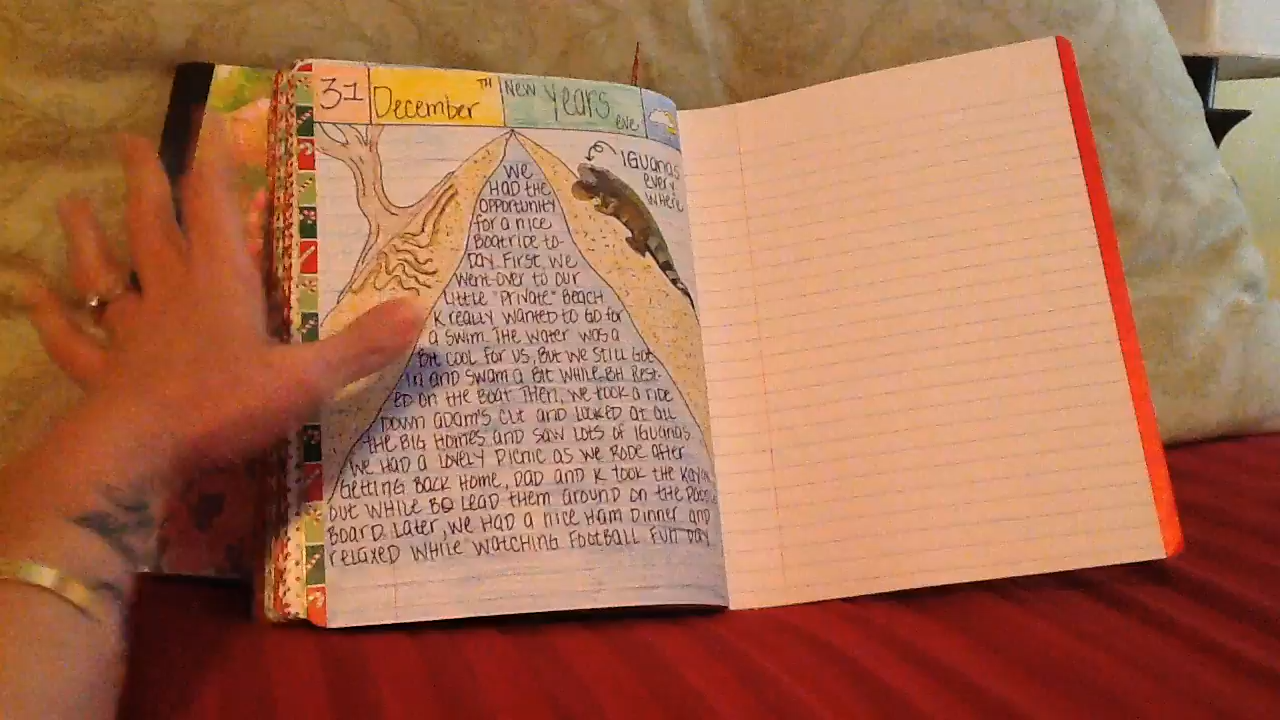 31 December TH New Years eve
IGUANAS
every
where
We
HAD THE
OPPORTUNITY
for a nice
Boatride to-
DAY. First, we
went over to our
little "private" Beach
K really wanted to go for
a swim. The water was a
Bit cool for us, But we still got
in and swam a bit while BH Rest-
ed on the Boat Then, we took a ride
Down Adam's Cut and looked at all
the Big Homes and saw lots of Iguanas.
We had a lovely picnic as we rode after
Getting Back Home, Dad and K took the Kayak
out while BQ lead them around on the
Board. Later, we had a nice Ham Dinner and
relaxed while watching Football Fun Day